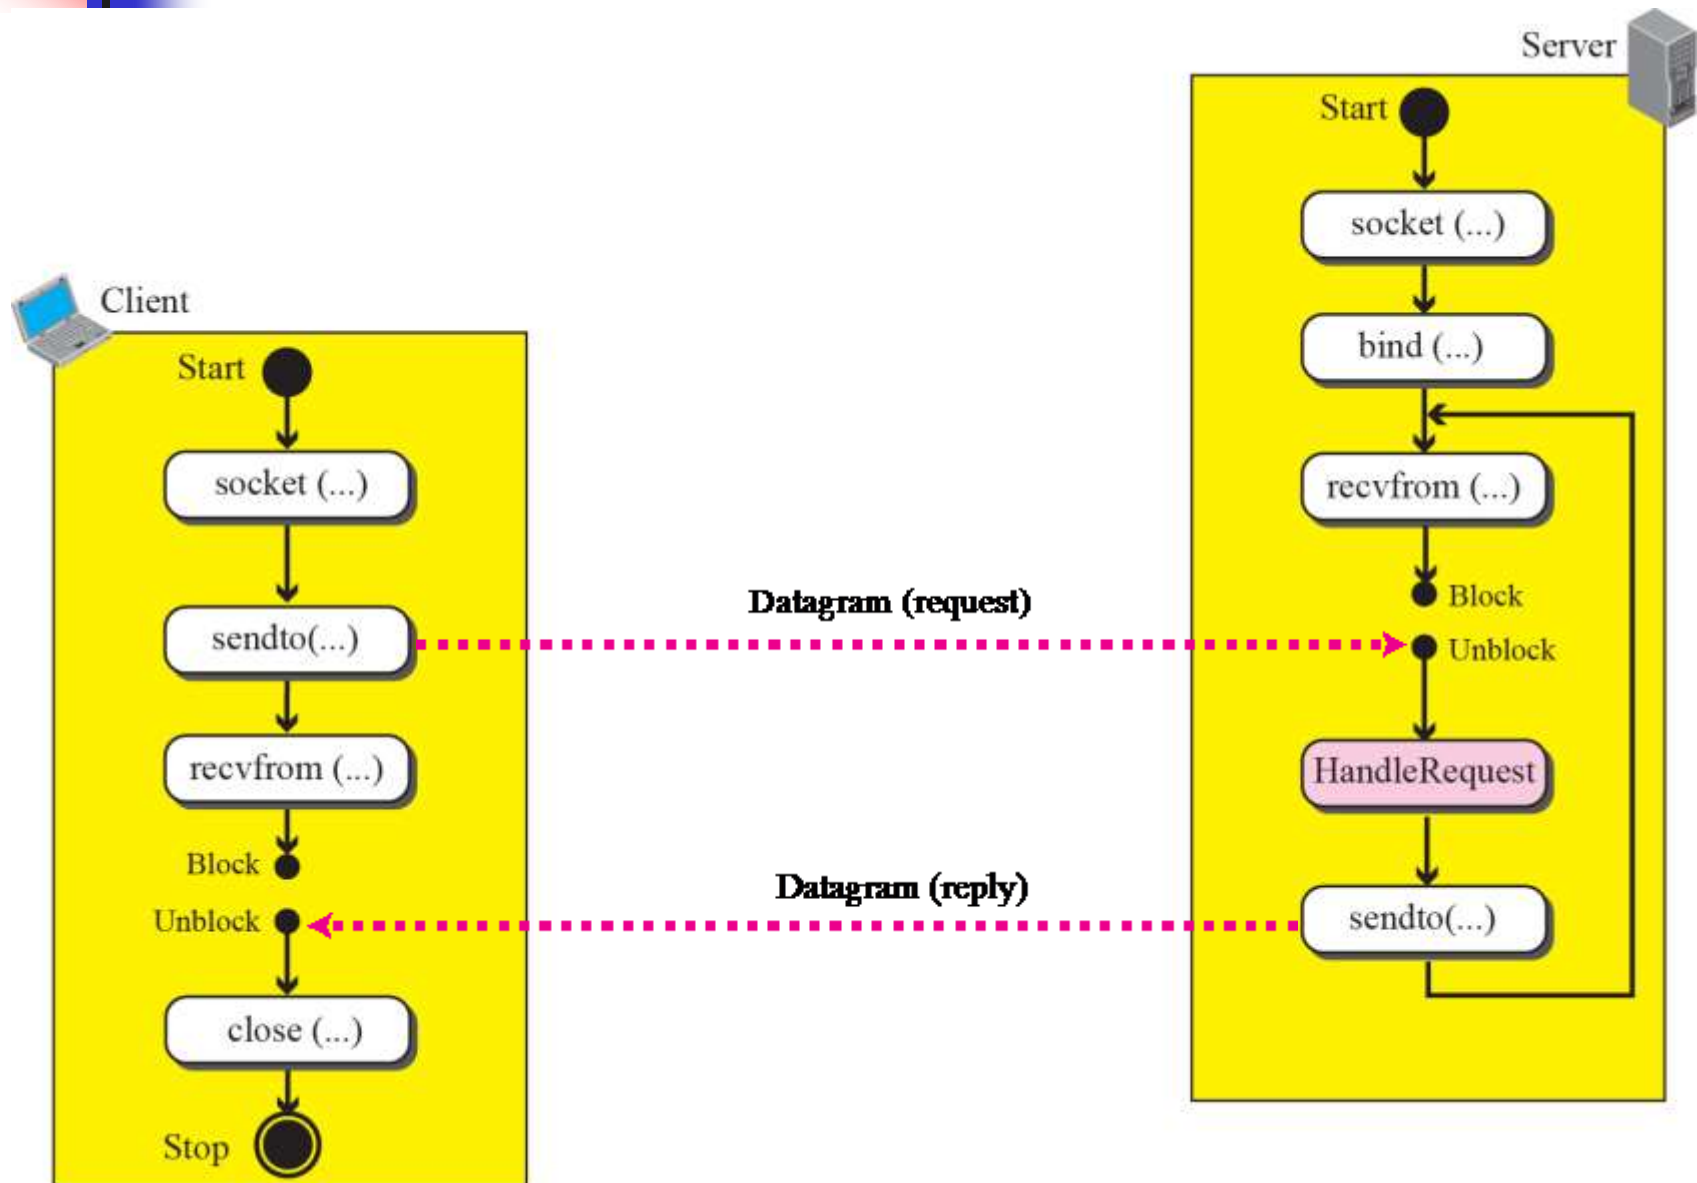 Server
Start
socket (...)
bind (...)
recvfrom (...)
Block
Unblock
HandleRequest
sendto(...)
Client
Start
socket (...)
sendto(...)
recvfrom (...)
Block
Unblock
close (...)
Stop
Datagram (request)
Datagram (reply)